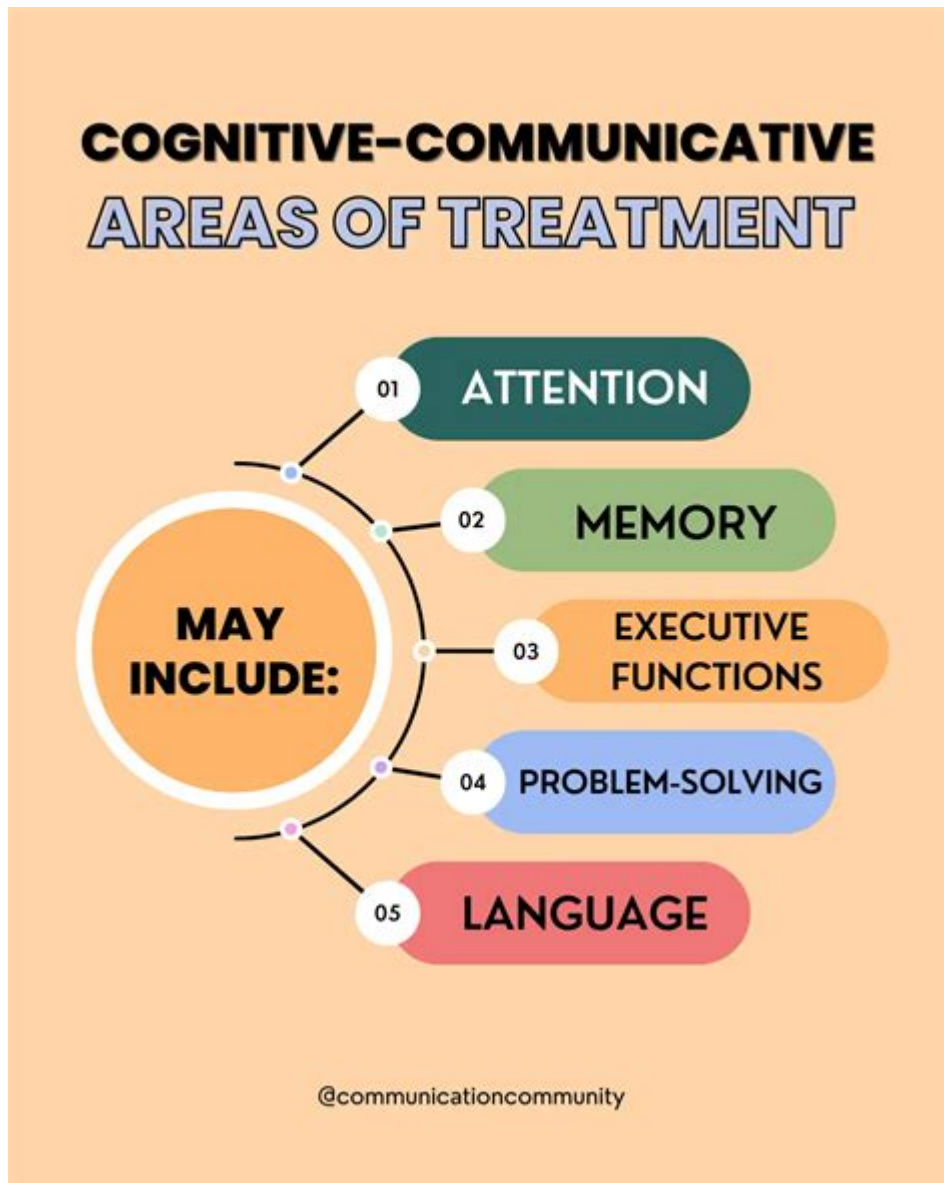 COGNITIVE-COMMUNICATIVE
AREAS OF TREATMENT
MAY
INCLUDE:
01
ATTENTION
02
MEMORY
03
EXECUTIVE
FUNCTIONS
04
PROBLEM-SOLVING
05
LANGUAGE
@communicationcommunity